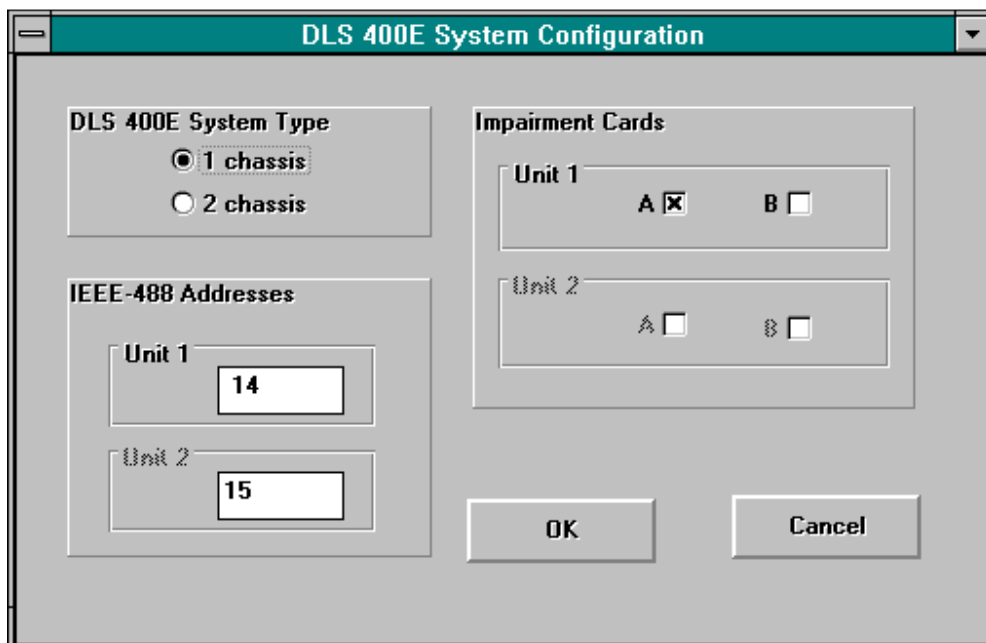 DLS 400E System Configuration
DLS 400E System Type
1 chassis
2 chassis
IEEE-488 Addresses
Unit 1
14
Unit 2
15
Impairment Cards
Unit 1
A B
Unit 2
A B
OK
Cancel